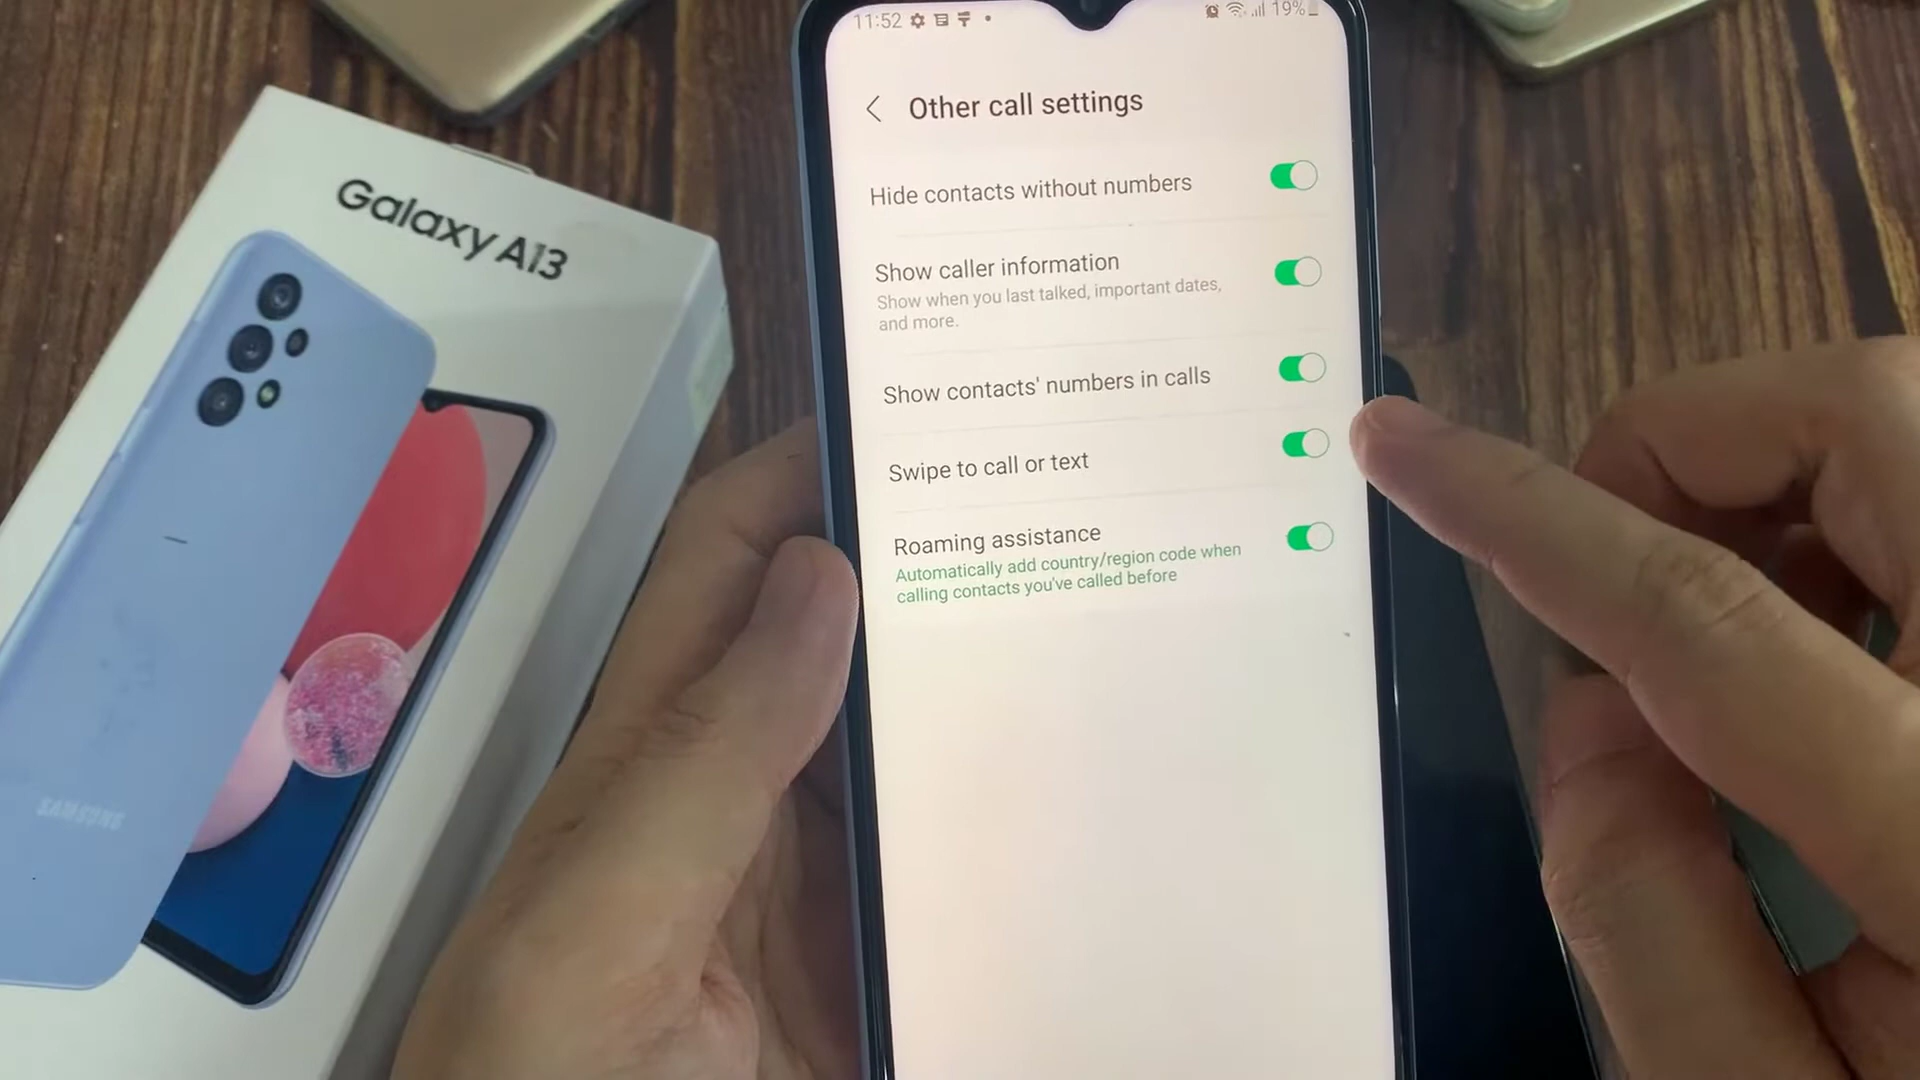 Galaxy A13
SAMSUNG
11:52
19%
Other call settings
Hide contacts without numbers
Show caller information
Show when you last talked, important dates,
and more.
Show contacts' numbers in calls
Swipe to call or text
Roaming assistance
Automatically add country/region code when
calling contacts you've called before